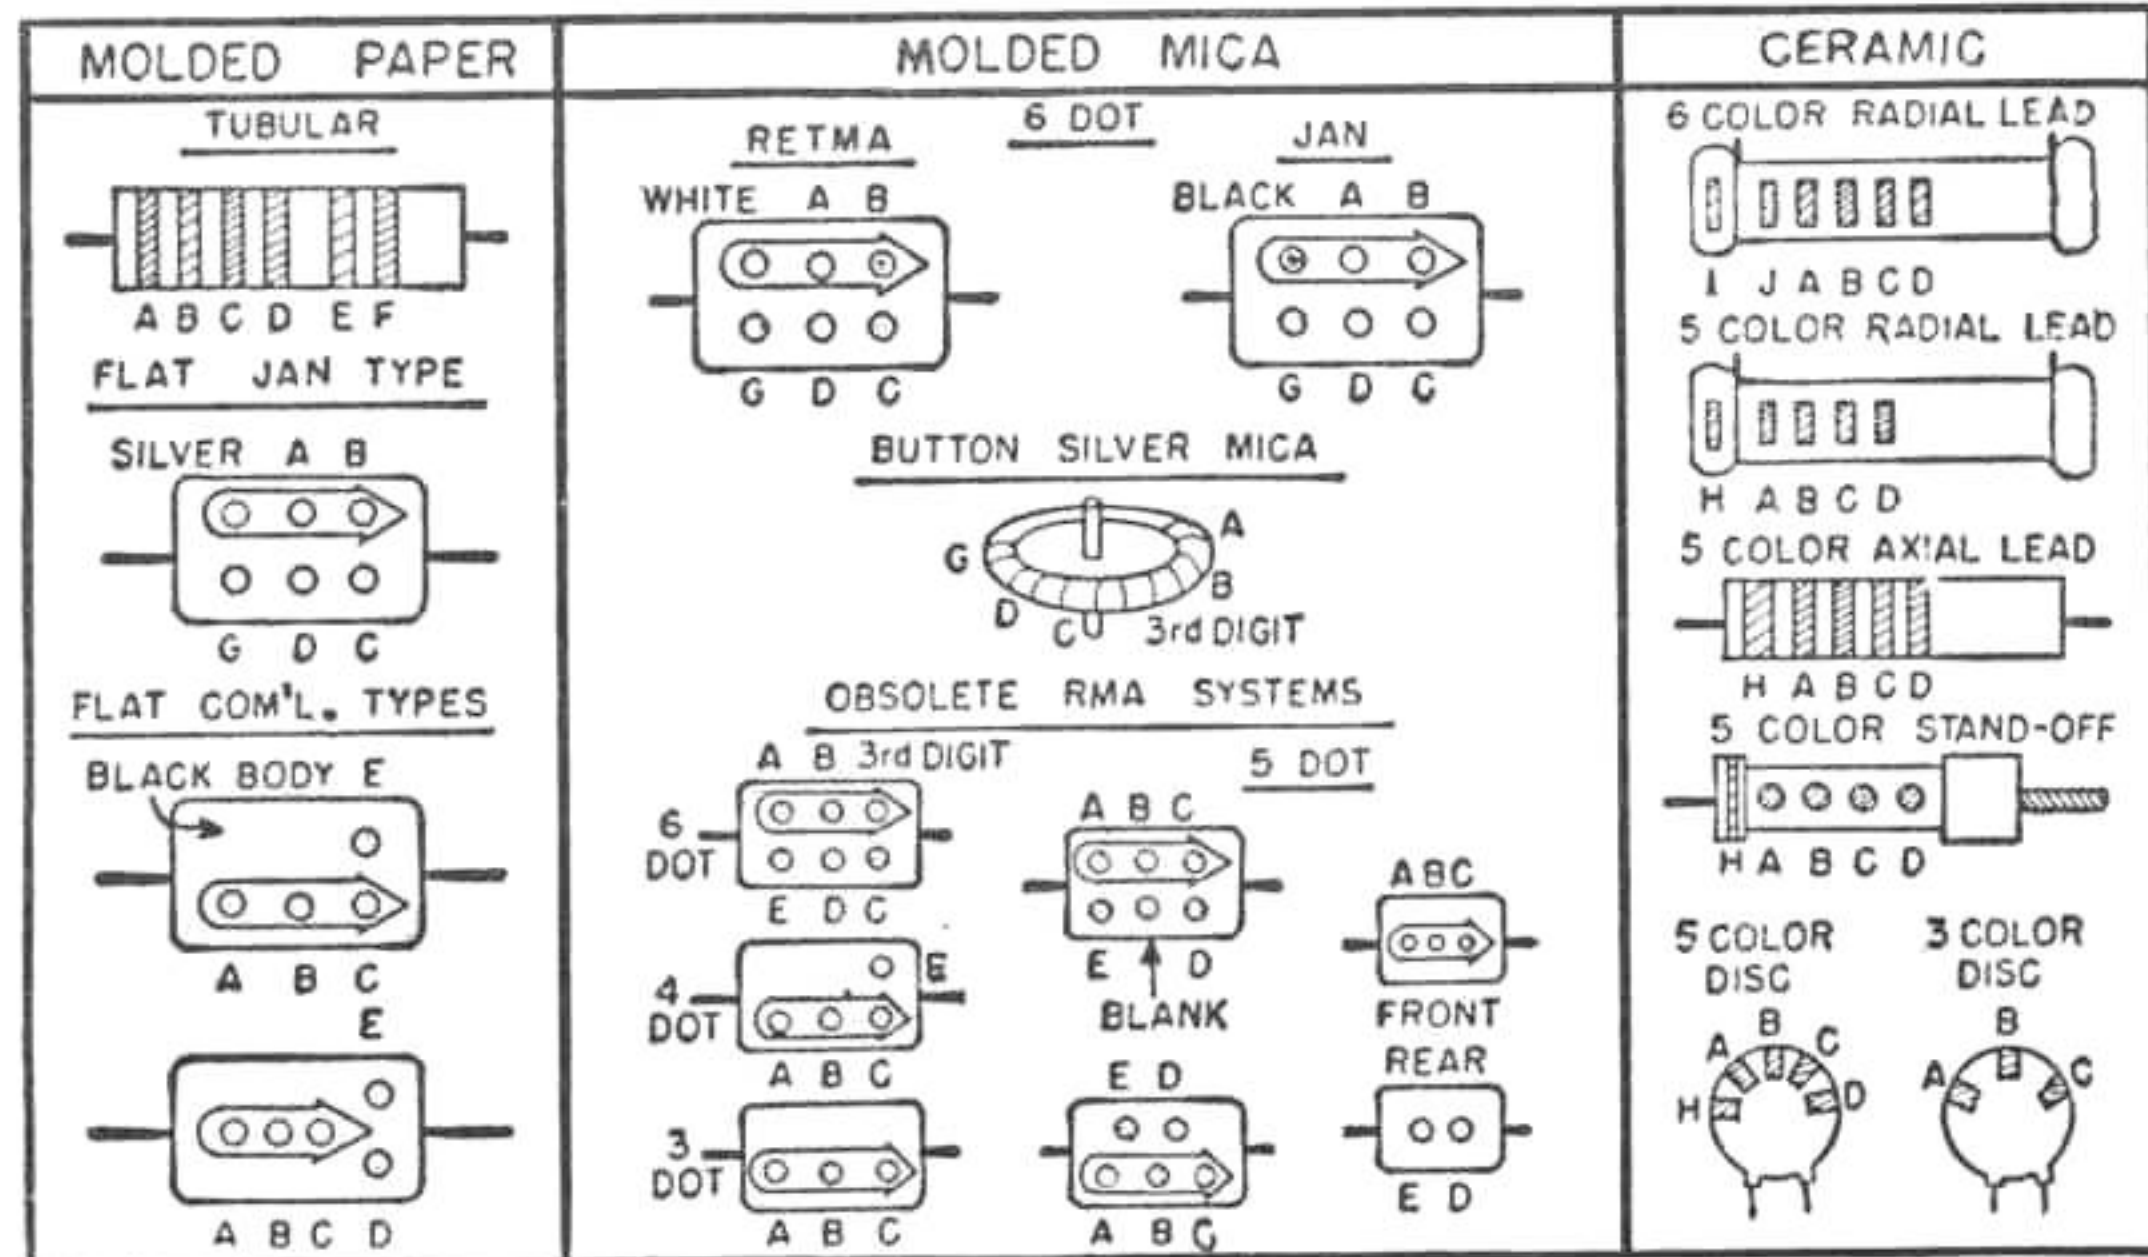 MOLDED PAPER
TUBULAR
A B C D E F
FLAT JAN TYPE
SILVER A B
G D C
FLAT COM'L. TYPES
BLACK BODY E
A B C
E
A B C D
MOLDED MICA
6 DOT
RETMA
WHITE A B
G D C
JAN
BLACK A B
G D C
BUTTON SILVER MICA
A
G
B
D
C
3rd DIGIT
OBSOLETE RMA SYSTEMS
A B 3rd DIGIT
6
DOT
E D C
E
4
DOT
A B C
3
DOT
A B C
5 DOT
A B C
E D
BLANK
E D
A B C
ABC
FRONT
REAR
E D
CERAMIC
6 COLOR RADIAL LEAD
I J A B C D
5 COLOR RADIAL LEAD
H A B C D
5 COLOR AXIAL LEAD
H A B C D
5 COLOR STAND-OFF
H A B C D
5 COLOR
DISC
B
A C
H D
3 COLOR
DISC
B
A C